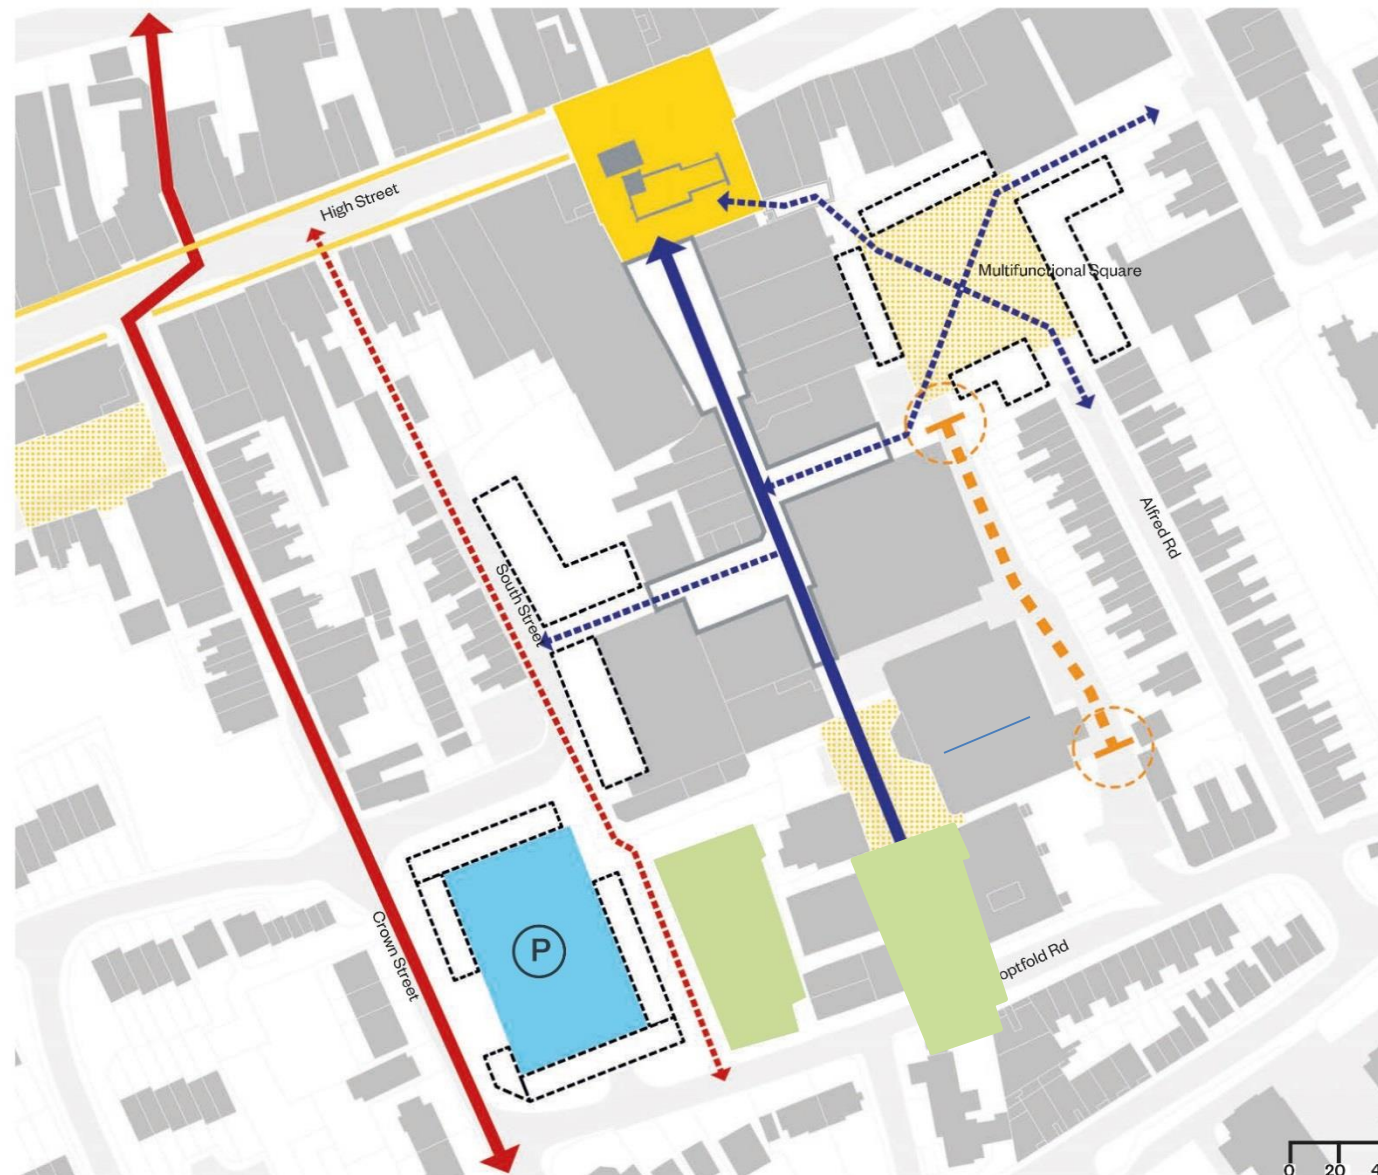 High Street
Multifunctional Square
Alfred Rd
South Street
P
Crown Street
optfold Rd
0 20